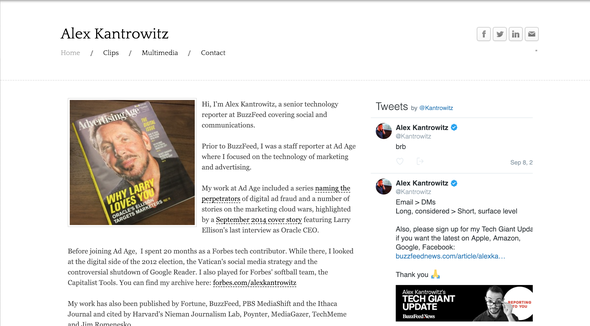 Alex Kantrowitz
Home / Clips / Multimedia / Contact
AdvertisingAge
WHY LARRY
LOVES YOU
ORACLE'S ELLISON
TARGETS MARKETERS
Hi, I'm Alex Kantrowitz, a senior technology
reporter at BuzzFeed covering social and
communications.
Prior to BuzzFeed, I was a staff reporter at Ad Age
where I focused on the technology of marketing
and advertising.
My work at Ad Age included a series naming the
perpetrators of digital ad fraud and a number of
stories on the marketing cloud wars, highlighted
by a September 2014 cover story featuring Larry
Ellison's last interview as Oracle CEO.
Before joining Ad Age, I spent 20 months as a Forbes tech contributor. While there, I looked
at the digital side of the 2012 election, the Vatican's social media strategy and the
controversial shutdown of Google Reader. I also played for Forbes' softball team, the
Capitalist Tools. You can find my archive here: forbes.com/alexkantrowitz
My work has also been published by Fortune, BuzzFeed, PBS MediaShift and the Ithaca
Journal and cited by Harvard's Nieman Journalism Lab, Poynter, MediaGazer, TechMeme
and Jim Romenesko.
Tweets by @Kantrowitz
Alex Kantrowitz
@Kantrowitz
brb
Sep 8, 2
Alex Kantrowitz
@Kantrowitz
Email > DMs
Long, considered > Short, surface level
Also, please sign up for my Tech Giant Upda
if you want the latest on Apple, Amazon,
Google, Facebook:
buzzfeednews.com/article/alexka…
Thank you 🙏
Alex Kantrowitz's
TECH GIANT
UPDATE
BuzzFeed News
REPORTING
TO YOU